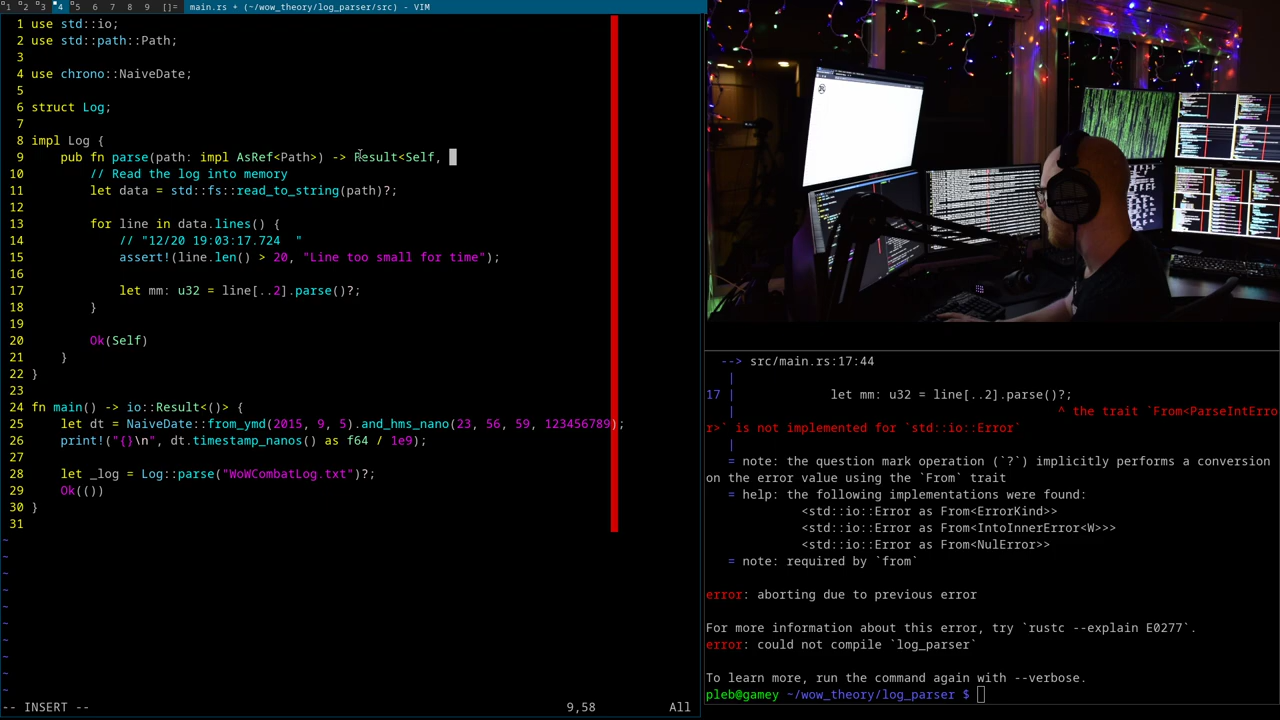 1 2 3 4 5 6 7 8 9 []= main.rs + (~/wow_theory/log_parser/src) - VIM
1 use std::io;
2 use std::path::Path;
3
4 use chrono::NaiveDate;
5
6 struct Log;
7
8 impl Log {
9     pub fn parse(path: impl AsRef<Path>) -> Result<Self,
10         // Read the log into memory
11         let data = std::fs::read_to_string(path)?;
12
13         for line in data.lines() {
14             // "12/20 19:03:17.724  "
15             assert!(line.len() > 20, "Line too small for time");
16
17             let mm: u32 = line[..2].parse()?;
18         }
19
20         Ok(Self)
21     }
22 }
23
24 fn main() -> io::Result<()> {
25     let dt = NaiveDate::from_ymd(2015, 9, 5).and_hms_nano(23, 56, 59, 123456789);
26     print!("{}\n", dt.timestamp_nanos() as f64 / 1e9);
27
28     let _log = Log::parse("WoWCombatLog.txt")?;
29     Ok(())
30 }
31
~
~
~
~
~
~
~
~
~
~
-- INSERT -- 9,58 All
--> src/main.rs:17:44
|
17 |             let mm: u32 = line[..2].parse()?;
|                                            ^ the trait `From<ParseIntErro
r>` is not implemented for `std::io::Error`
|
= note: the question mark operation (`?`) implicitly performs a conversion
on the error value using the `From` trait
= help: the following implementations were found:
<std::io::Error as From<ErrorKind>>
<std::io::Error as From<IntoInnerError<W>>>
<std::io::Error as From<NulError>>
= note: required by `from`
error: aborting due to previous error
For more information about this error, try `rustc --explain E0277`.
error: could not compile `log_parser`
To learn more, run the command again with --verbose.
pleb@gamey ~/wow_theory/log_parser $